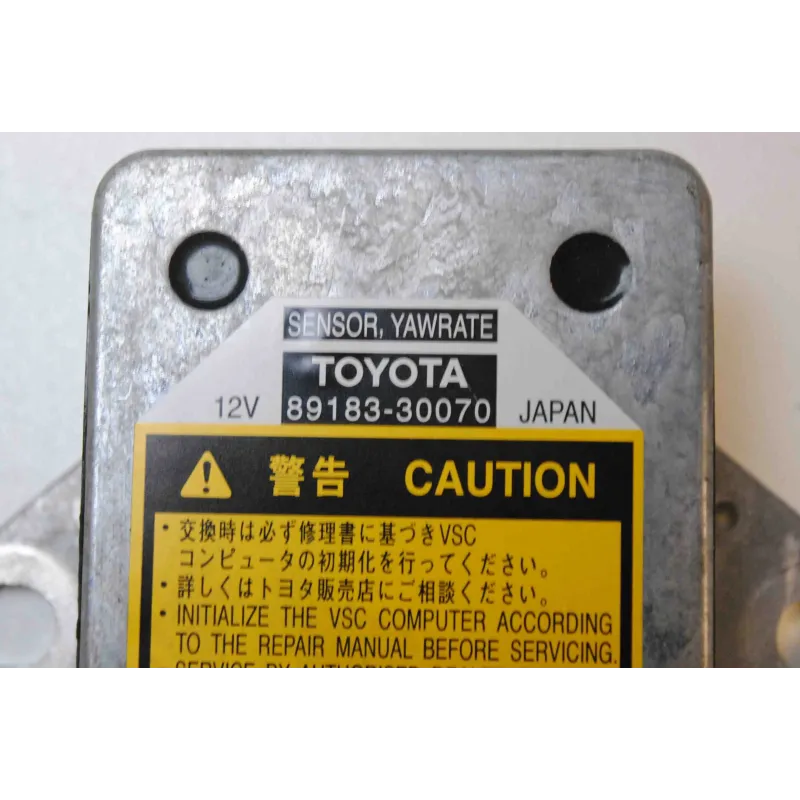 SENSOR, YAWRATE
TOYOTA
12V 89183-30070 JAPAN
警告 CAUTION
・交換時は必ず修理書に基づきVSC
コンピュータの初期化を行ってください。
・詳しくはトヨタ販売店にご相談ください。
・INITIALIZE THE VSC COMPUTER ACCORDING
TO THE REPAIR MANUAL BEFORE SERVICING.
SERVICE BY AUTHORISED